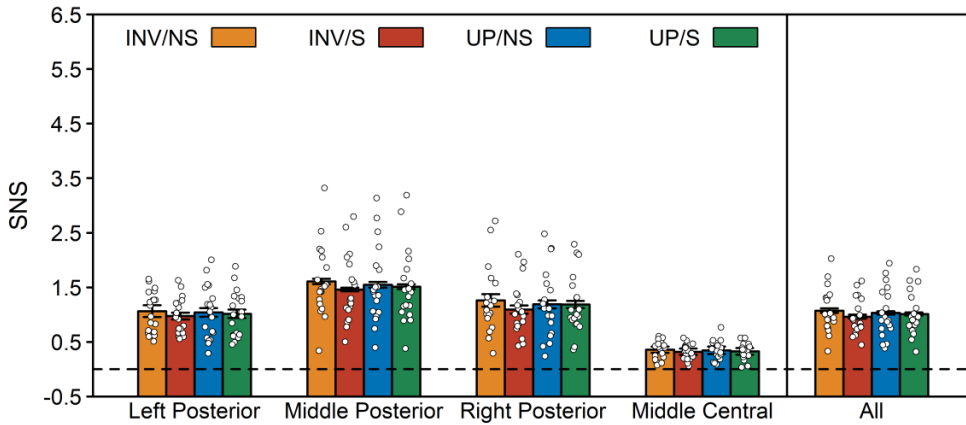 6.5
INV/NS INV/S UP/NS UP/S
5.5
4.5
3.5
SNS
2.5
1.5
0.5
-0.5
Left Posterior Middle Posterior Right Posterior Middle Central All